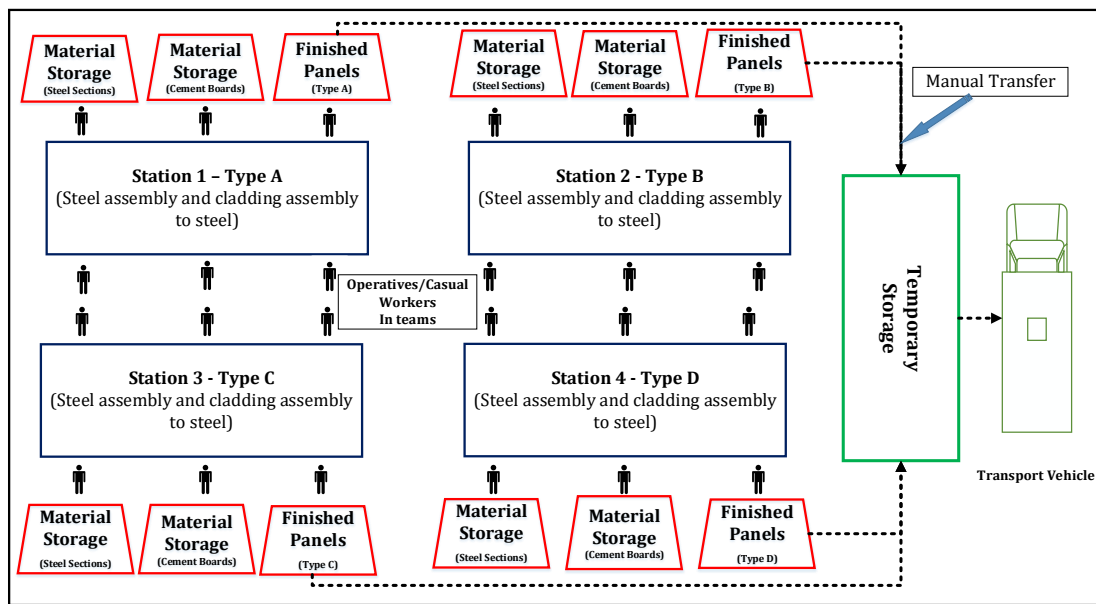 Material
Storage
(Steel Sections)
Material
Storage
(Cement Boards)
Finished
Panels
(Type A)
Material
Storage
(Steel Sections)
Material
Storage
(Cement Boards)
Finished
Panels
(Type B)
Manual Transfer
Station 1 – Type A
(Steel assembly and cladding assembly
to steel)
Station 2 - Type B
(Steel assembly and cladding assembly
to steel)
Operatives/Casual
Workers
In teams
Temporary
Storage
Station 3 - Type C
(Steel assembly and cladding assembly
to steel)
Station 4 - Type D
(Steel assembly and cladding assembly
to steel)
Transport Vehicle
Material
Storage
(Steel Sections)
Material
Storage
(Cement Boards)
Finished
Panels
(Type C)
Material
Storage
(Steel Sections)
Material
Storage
(Cement Boards)
Finished
Panels
(Type D)